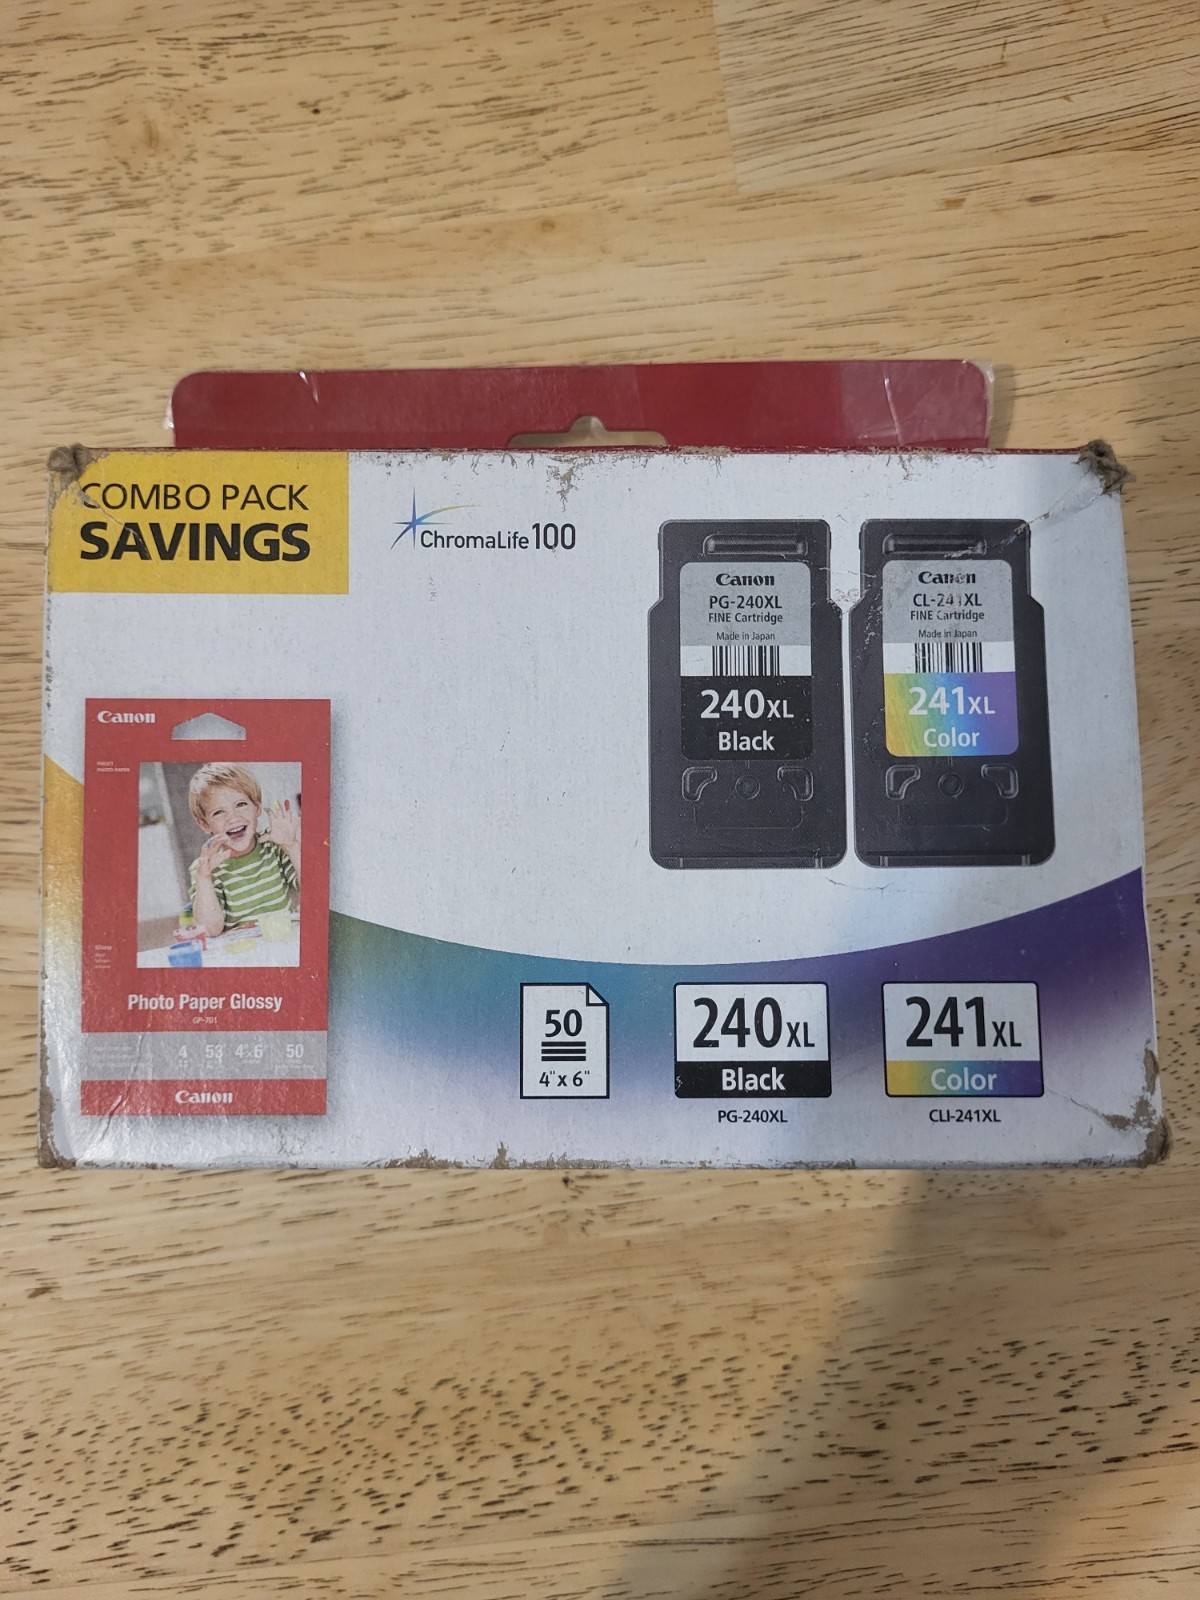 COMBO PACK
SAVINGS
ChromaLife100
Canon
PG-240XL
FINE Cartridge
Made in Japan
240XL
Black
Canon
CL-241XL
FINE Cartridge
Made in Japan
241XL
Color
Canon
Photo Paper Glossy
GP-701
4 53 4"x6" 50
Canon
50
4" x 6"
240XL
Black
PG-240XL
241XL
Color
CLI-241XL